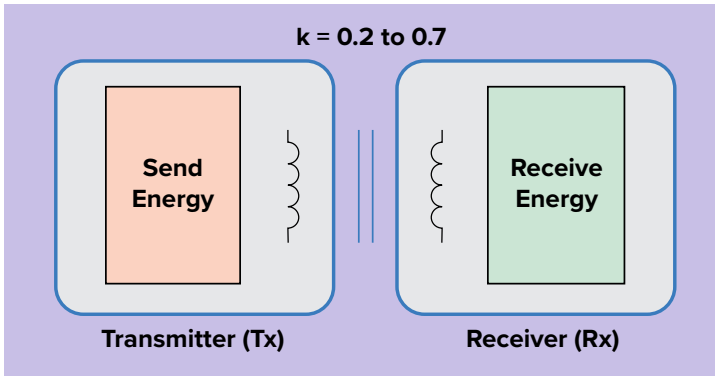 k = 0.2 to 0.7
Send
Energy
Receive
Energy
Transmitter (Tx)
Receiver (Rx)